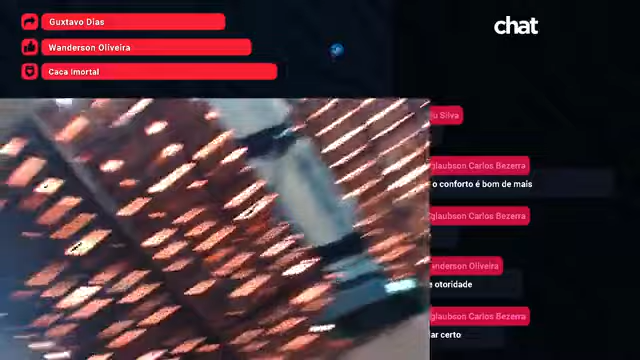 Guxtavo Dias
Wanderson Oliveira
Caca Imortal
chat
u Silva
glaubson Carlos Bezerra
o conforto é bom de mais
glaubson Carlos Bezerra
anderson Oliveira
e otoridade
glaubson Carlos Bezerra
dar certo